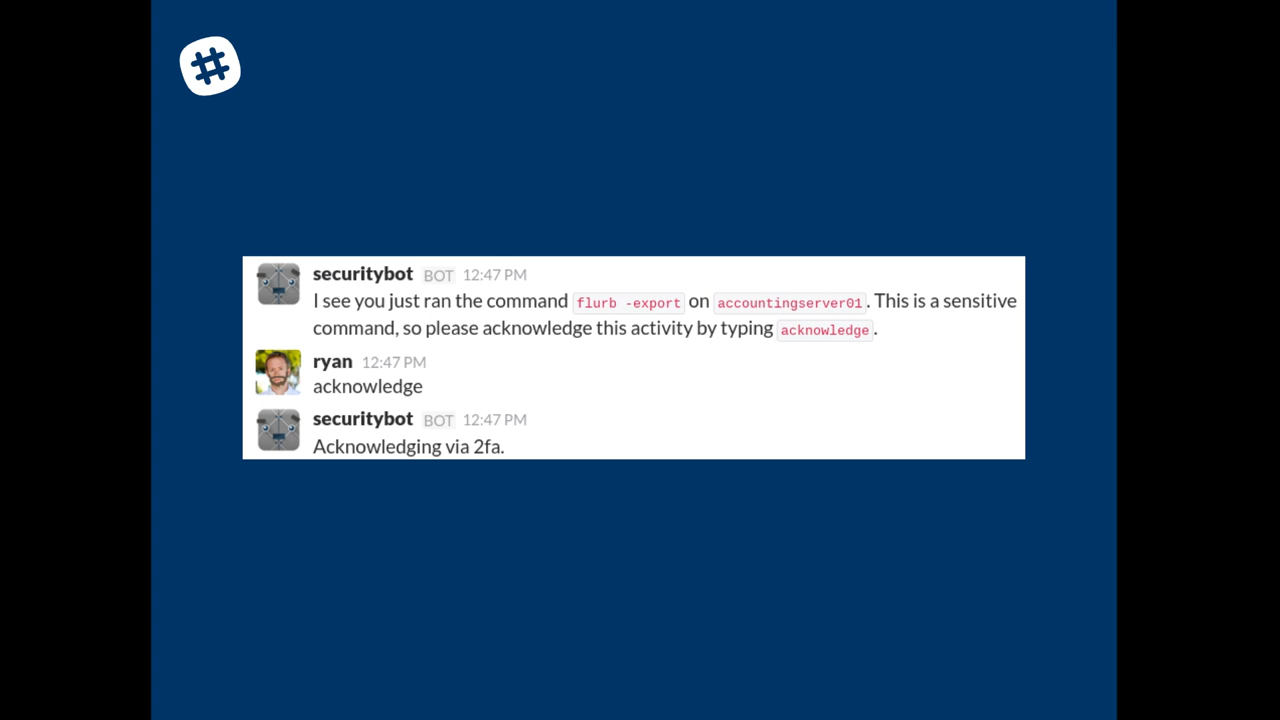 securitybot BOT 12:47 PM
I see you just ran the command flurb -export on accountingserver01. This is a sensitive
command, so please acknowledge this activity by typing acknowledge.
ryan 12:47 PM
acknowledge
securitybot BOT 12:47 PM
Acknowledging via 2fa.